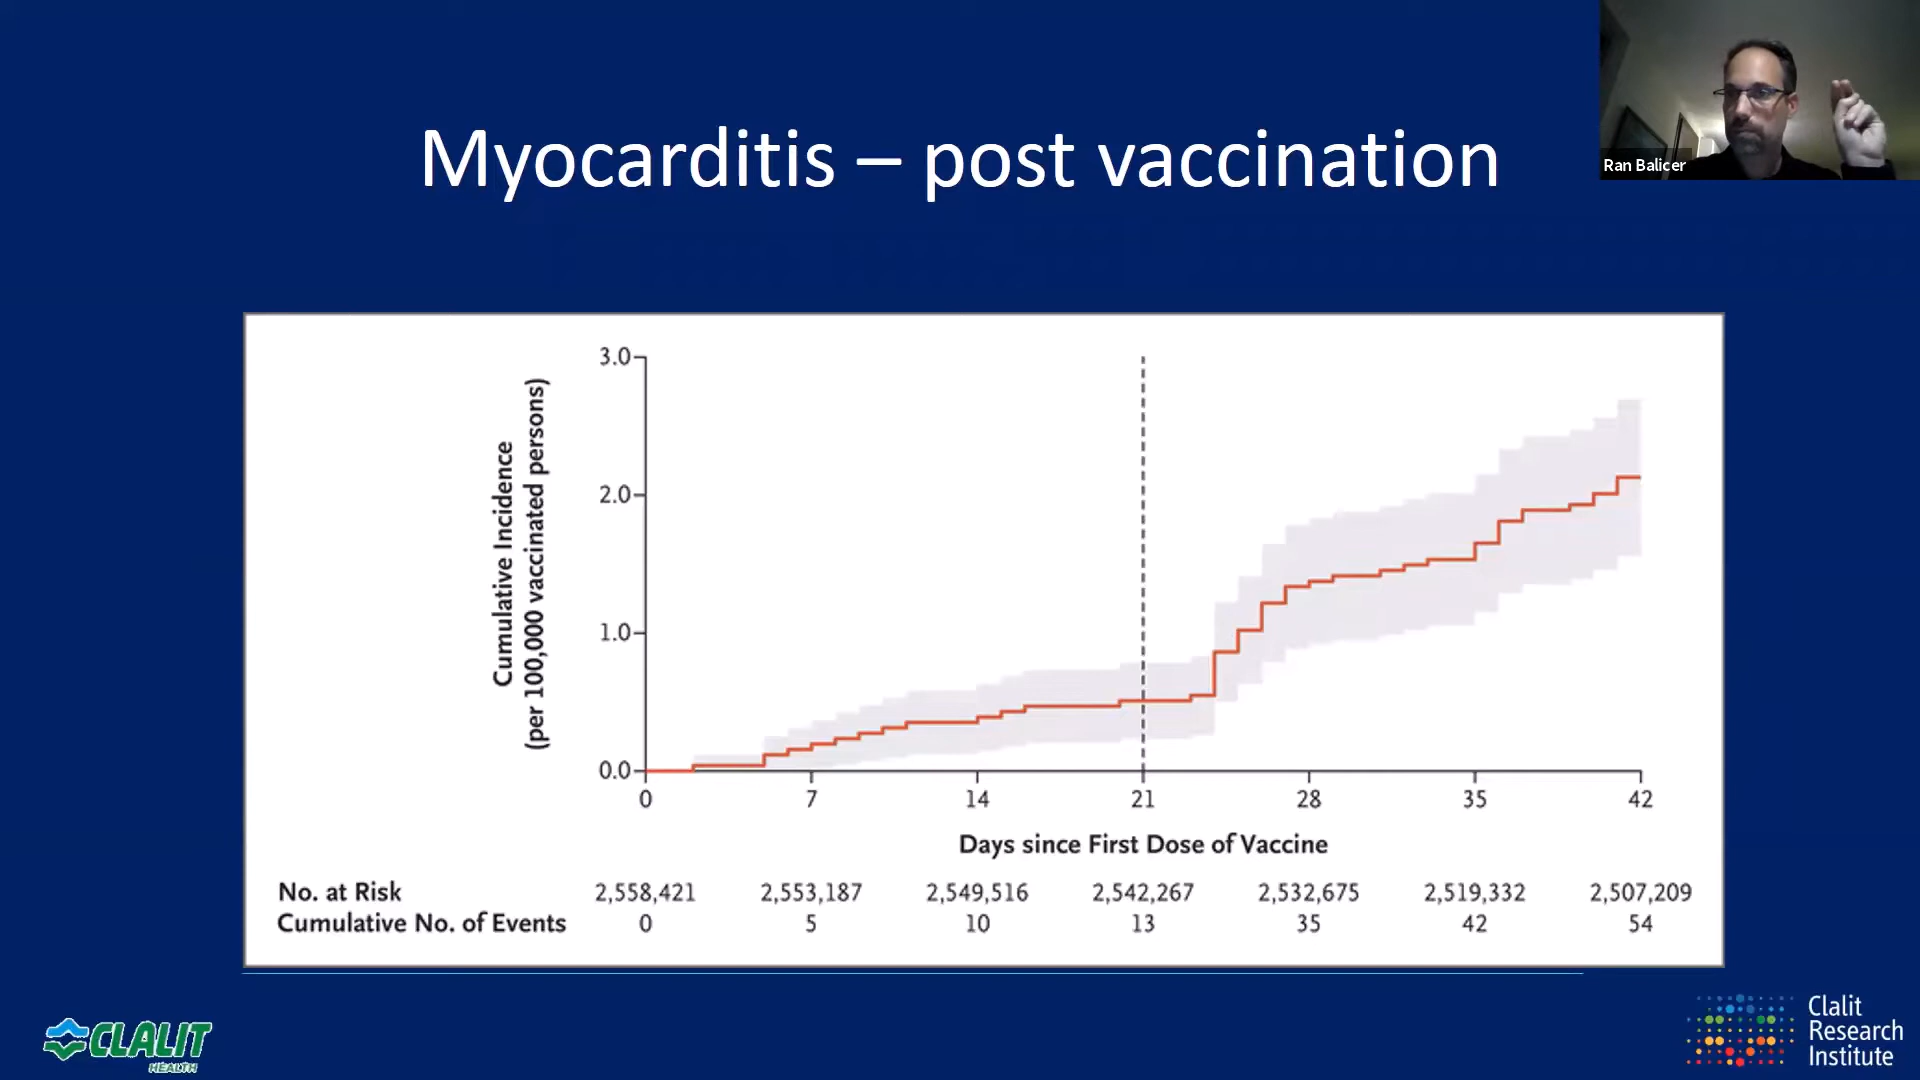 Myocarditis – post vaccination
Ran Balicer
Cumulative Incidence
(per 100,000 vaccinated persons)
3.0
2.0
1.0
0.0
0 7 14 21 28 35 42
Days since First Dose of Vaccine
No. at Risk 2,558,421 2,553,187 2,549,516 2,542,267 2,532,675 2,519,332 2,507,209
Cumulative No. of Events 0 5 10 13 35 42 54
CLALIT
HEALTH
Clalit
Research
Institute